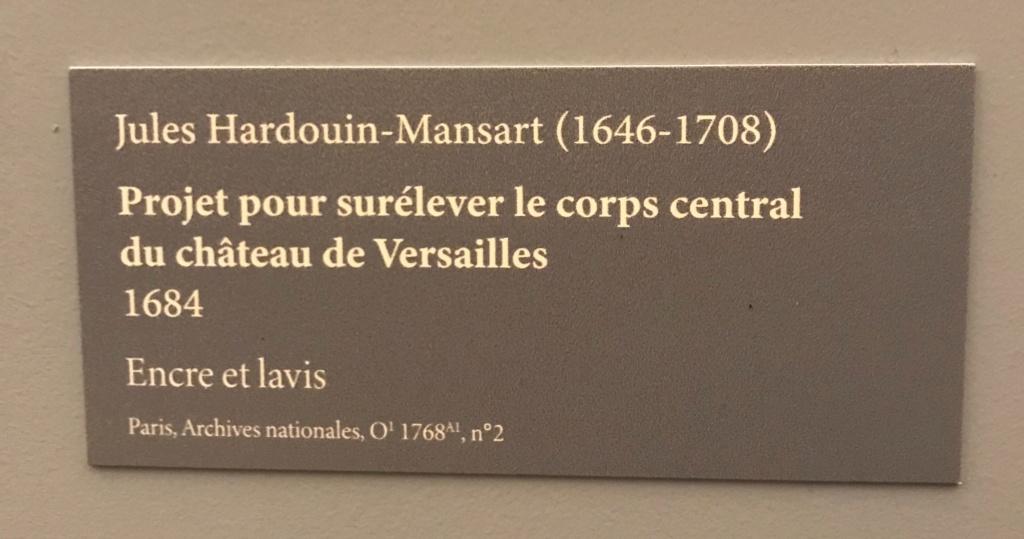 Jules Hardouin-Mansart (1646-1708)
Projet pour surélever le corps central
du château de Versailles
1684
Encre et lavis
Paris, Archives nationales, O¹ 1768ᴬ¹, n°2